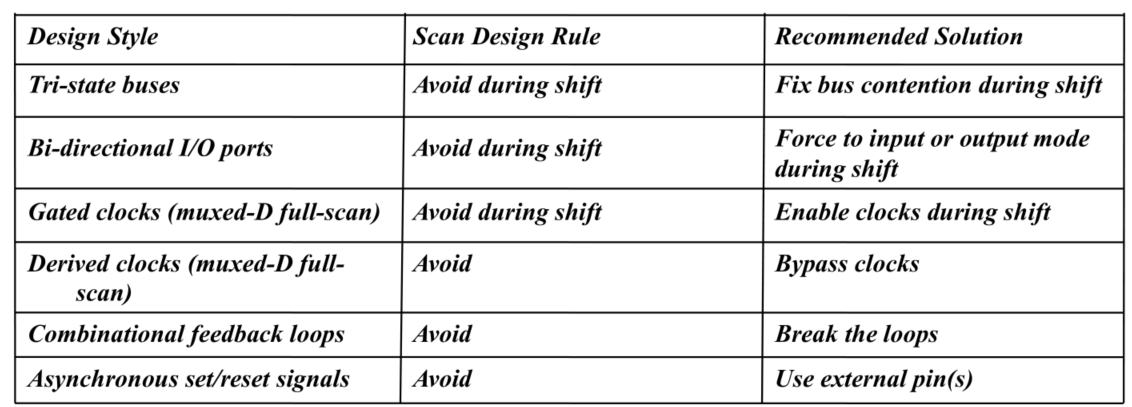 Design Style
Scan Design Rule
Recommended Solution
Tri-state buses
Avoid during shift
Fix bus contention during shift
Bi-directional I/O ports
Avoid during shift
Force to input or output mode
during shift
Gated clocks (muxed-D full-scan)
Avoid during shift
Enable clocks during shift
Derived clocks (muxed-D full-
scan)
Avoid
Bypass clocks
Combinational feedback loops
Avoid
Break the loops
Asynchronous set/reset signals
Avoid
Use external pin(s)